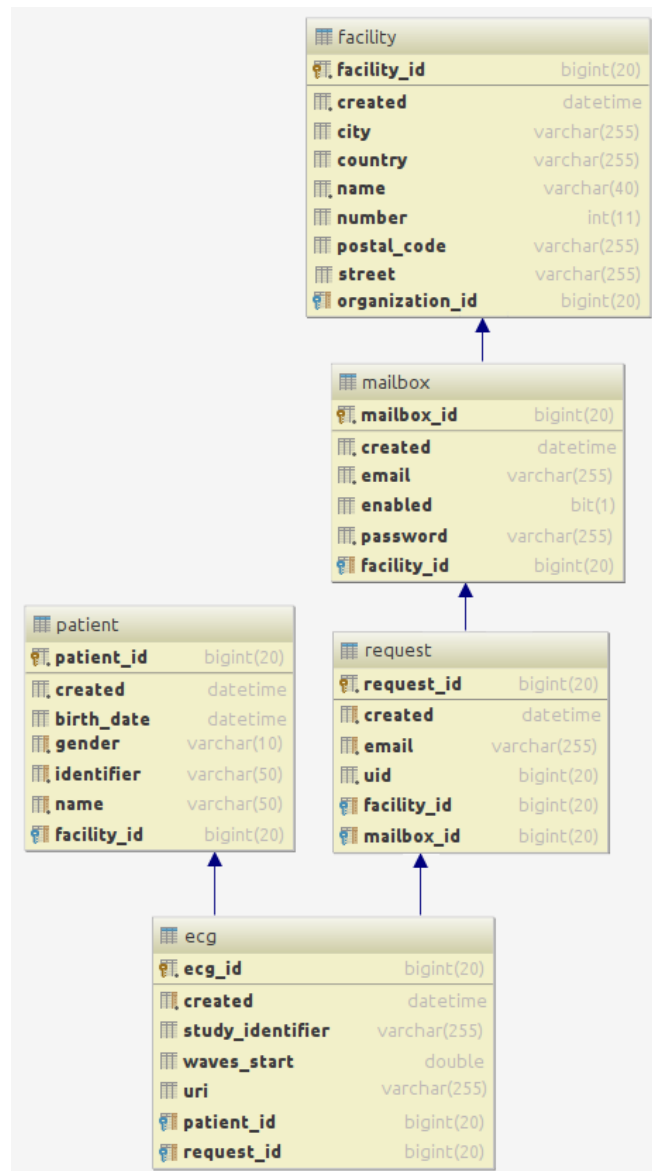 facility
facility_id bigint(20)
created datetime
city varchar(255)
country varchar(255)
name varchar(40)
number int(11)
postal_code varchar(255)
street varchar(255)
organization_id bigint(20)
mailbox
mailbox_id bigint(20)
created datetime
email varchar(255)
enabled bit(1)
password varchar(255)
facility_id bigint(20)
patient
patient_id bigint(20)
created datetime
birth_date datetime
gender varchar(10)
identifier varchar(50)
name varchar(50)
facility_id bigint(20)
request
request_id bigint(20)
created datetime
email varchar(255)
uid bigint(20)
facility_id bigint(20)
mailbox_id bigint(20)
ecg
ecg_id bigint(20)
created datetime
study_identifier varchar(255)
waves_start double
uri varchar(255)
patient_id bigint(20)
request_id bigint(20)